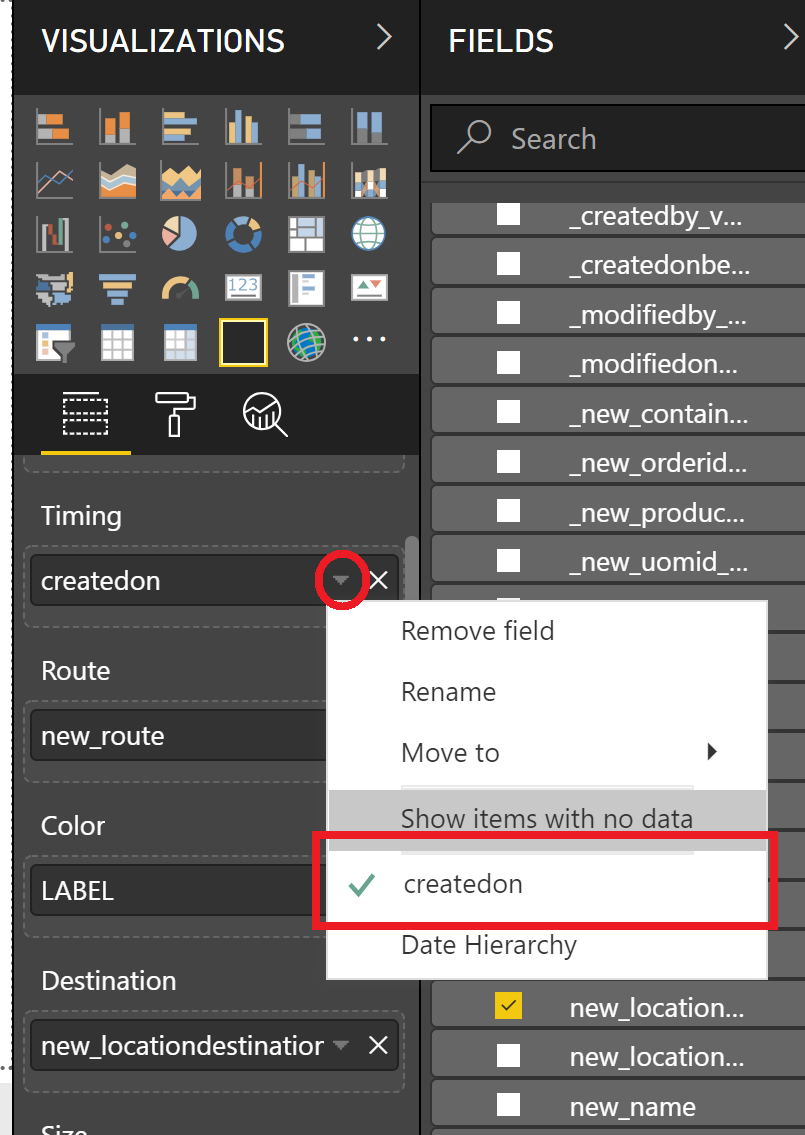 VISUALIZATIONS
FIELDS
Search
123
_createdby_v...
_createdonbe...
_modifiedby_...
_modifiedon...
_new_contain...
_new_orderid...
_new_produc...
_new_uomid_...
Timing
createdon
Remove field
Rename
Move to
Show items with no data
createdon
Date Hierarchy
Route
new_route
Color
LABEL
Destination
new_locationdestination
Size
new_location...
new_location...
new_name